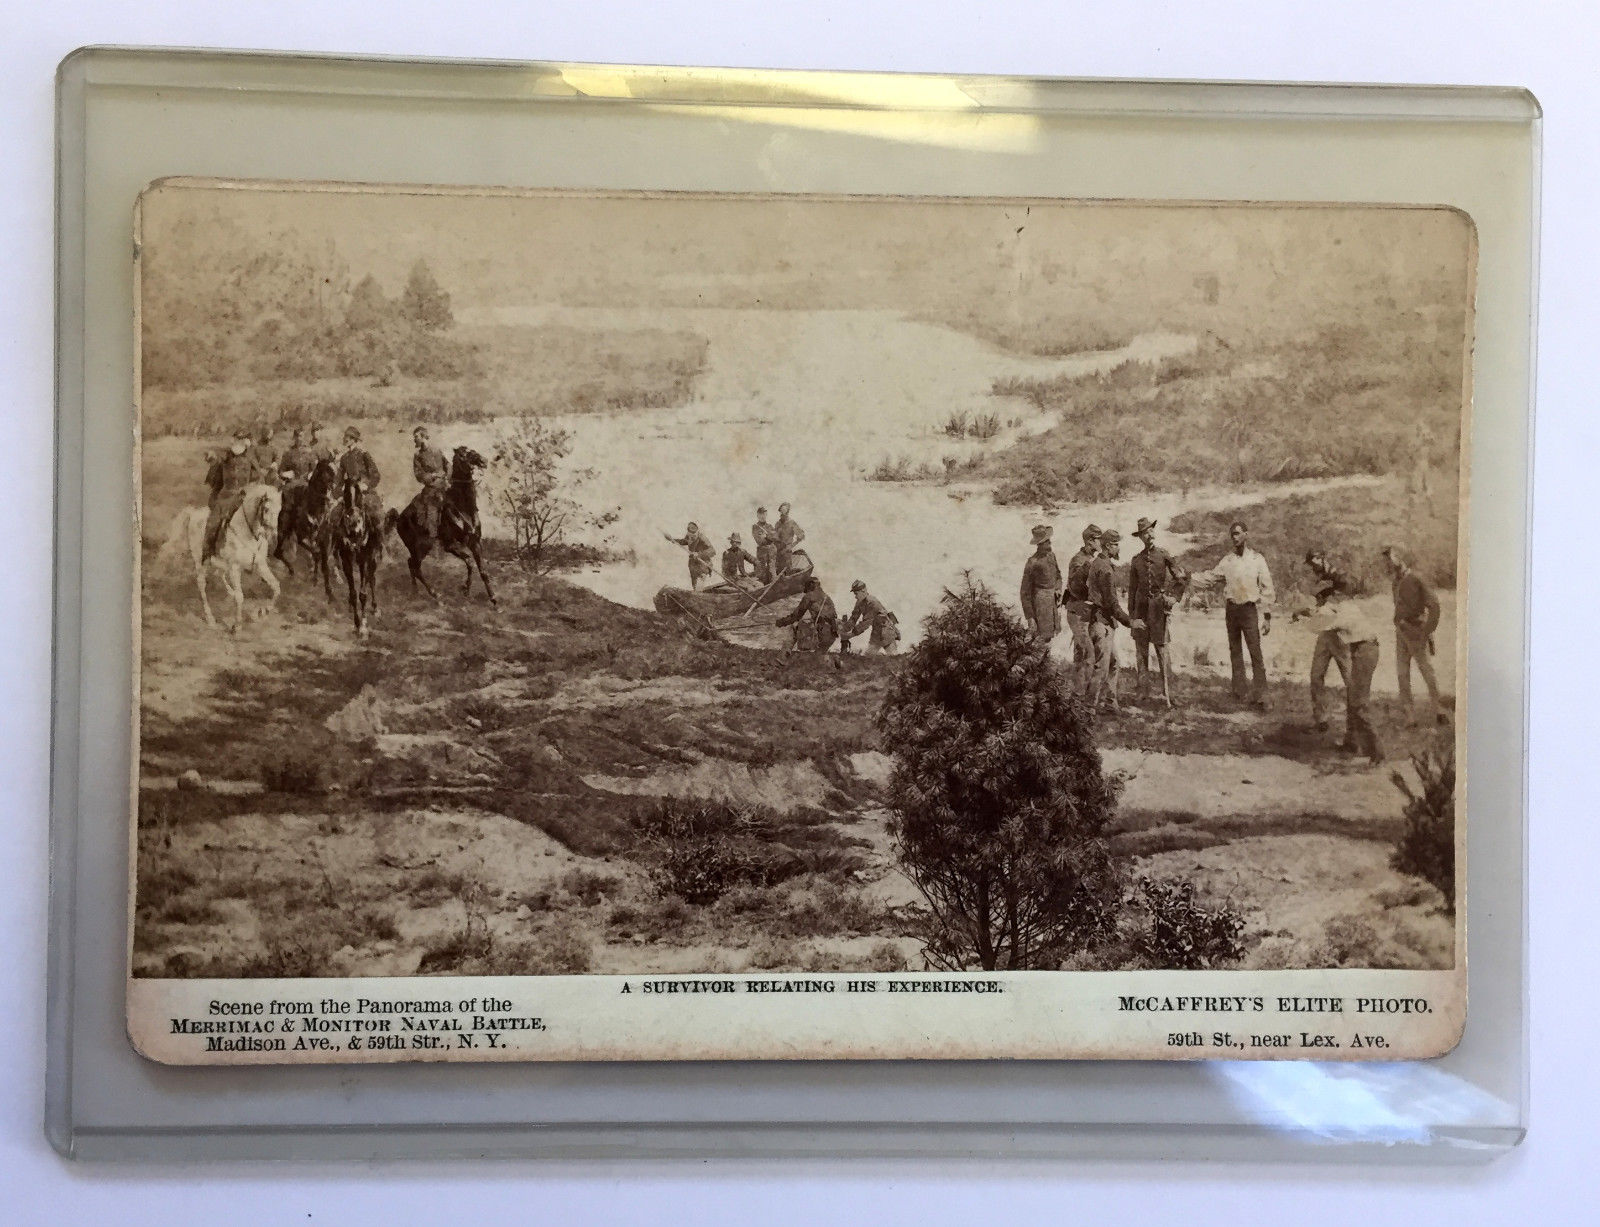 A SURVIVOR RELATING HIS EXPERIENCE.
Scene from the Panorama of the
MERRIMAC & MONITOR NAVAL BATTLE,
Madison Ave., & 59th Str., N. Y.
MCCAFFREY'S ELITE PHOTO.
59th St., near Lex. Ave.